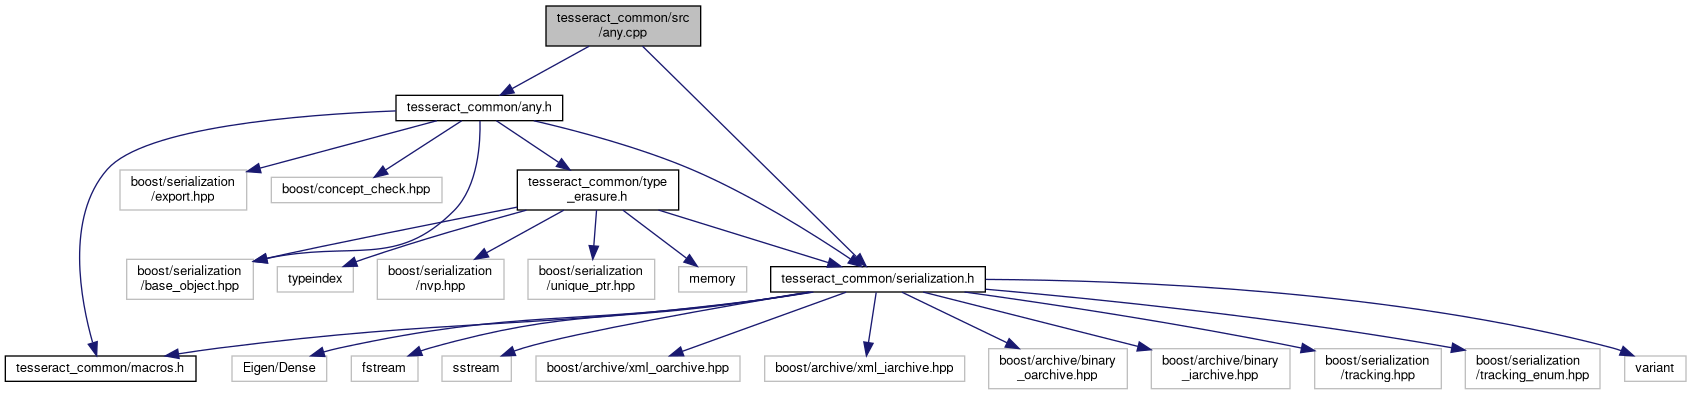 tesseract_common/src
/any.cpp
tesseract_common/any.h
boost/serialization
/export.hpp
boost/concept_check.hpp
tesseract_common/type
_erasure.h
boost/serialization
/base_object.hpp
typeindex
boost/serialization
/nvp.hpp
boost/serialization
/unique_ptr.hpp
memory
tesseract_common/serialization.h
tesseract_common/macros.h
Eigen/Dense
fstream
sstream
boost/archive/xml_oarchive.hpp
boost/archive/xml_iarchive.hpp
boost/archive/binary
_oarchive.hpp
boost/archive/binary
_iarchive.hpp
boost/serialization
/tracking.hpp
boost/serialization
/tracking_enum.hpp
variant